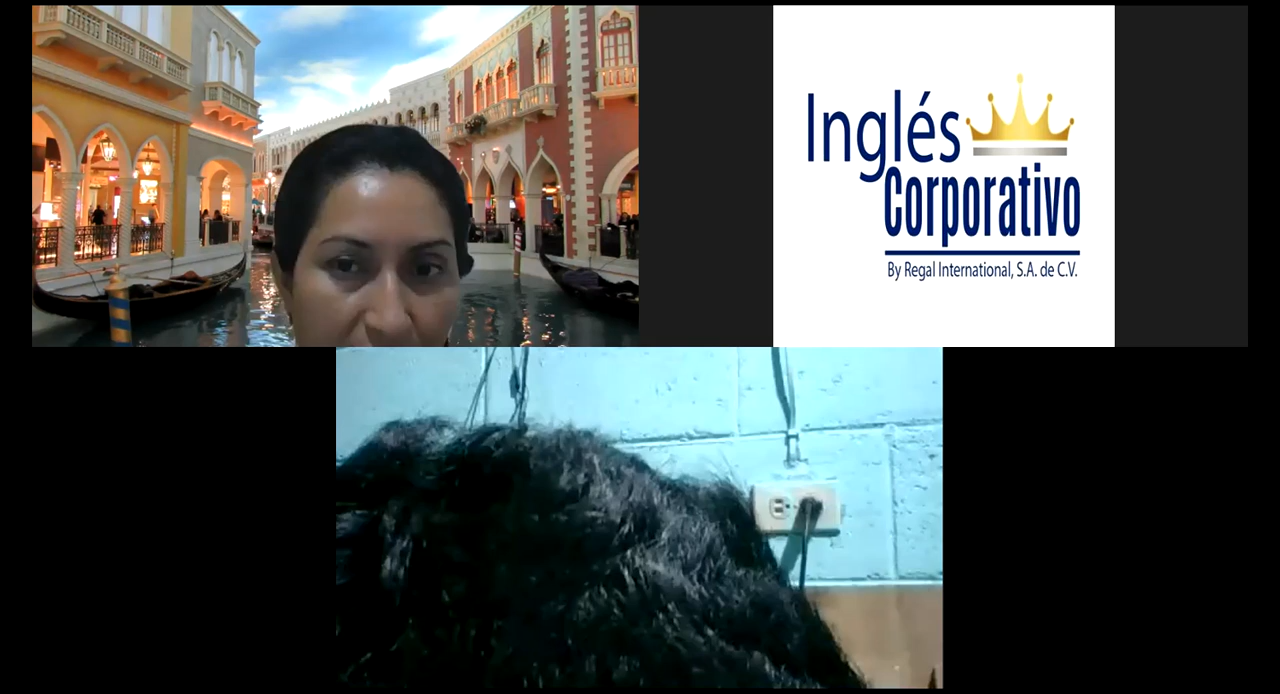 Inglés
Corporativo
By Regal International, S.A. de C.V.